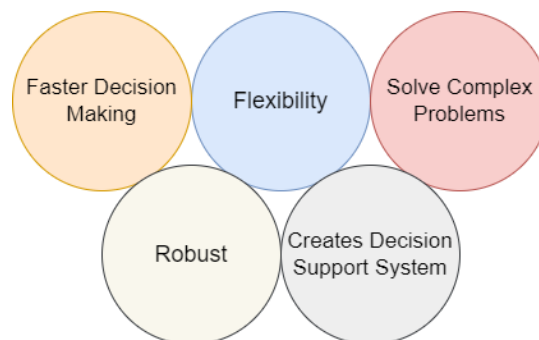 Faster Decision
Making
Flexibility
Solve Complex
Problems
Robust
Creates Decision
Support System